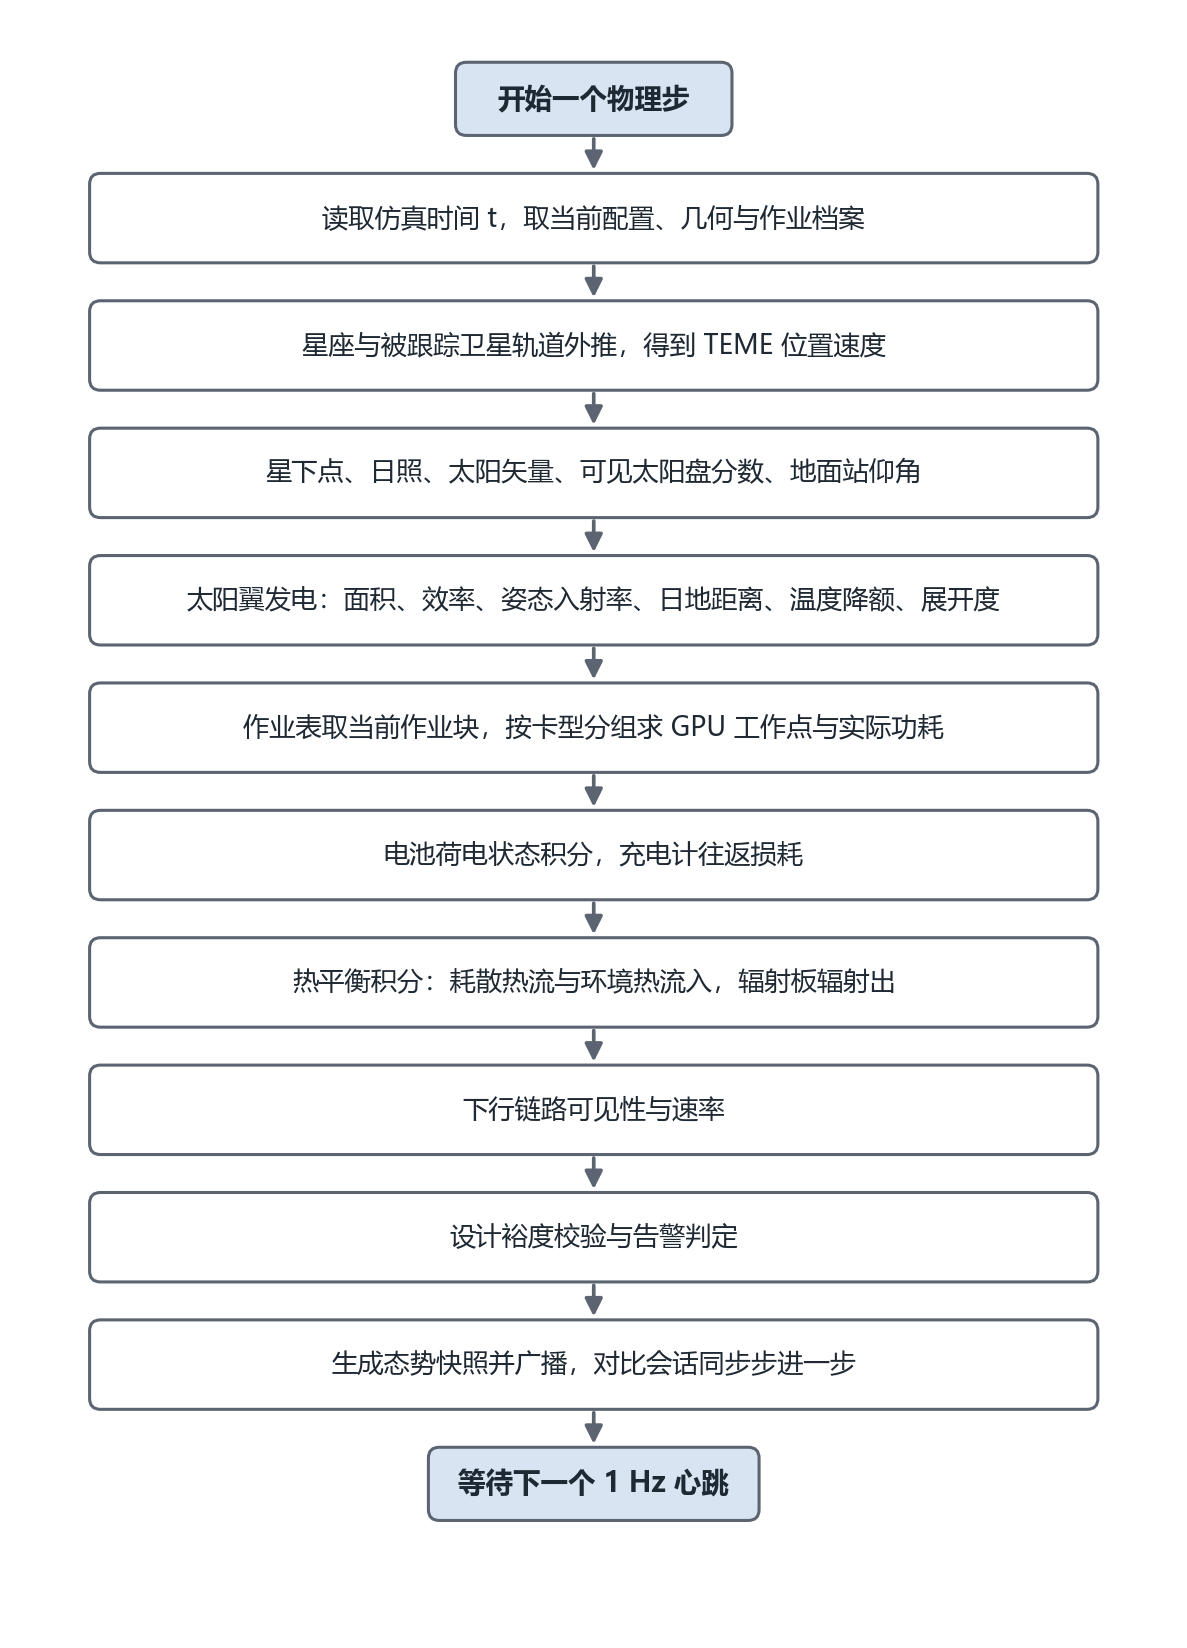 开始一个物理步
读取仿真时间 t，取当前配置、几何与作业档案
星座与被跟踪卫星轨道外推，得到 TEME 位置速度
星下点、日照、太阳矢量、可见太阳盘分数、地面站仰角
太阳翼发电：面积、效率、姿态入射率、日地距离、温度降额、展开度
作业表取当前作业块，按卡型分组求 GPU 工作点与实际功耗
电池荷电状态积分，充电计往返损耗
热平衡积分：耗散热流与环境热流入，辐射板辐射出
下行链路可见性与速率
设计裕度校验与告警判定
生成态势快照并广播，对比会话同步步进一步
等待下一个 1 Hz 心跳